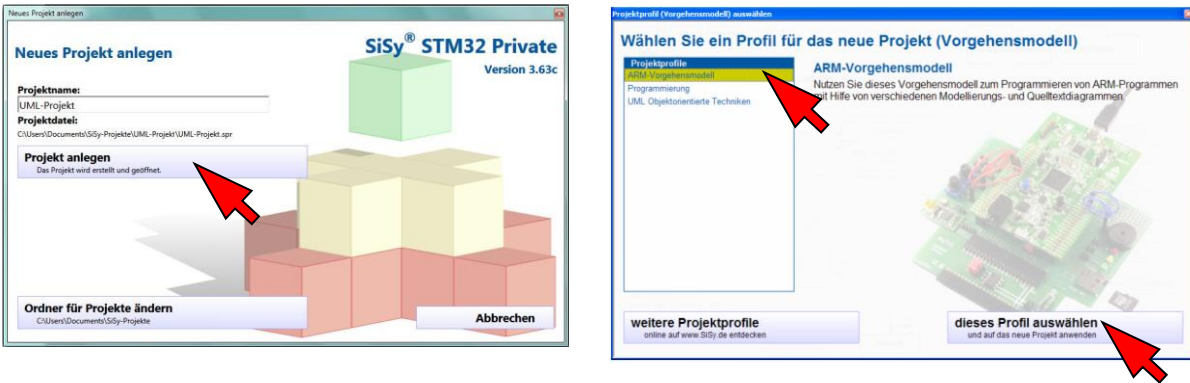 Neues Projekt anlegen
Neues Projekt anlegen
SiSy® STM32 Private
Version 3.63c
Projektname:
UML-Projekt
Projektdatei:
C:\Users\Documents\SiSy-Projekte\UML-Projekt\UML-Projekt.spr
Projekt anlegen
Das Projekt wird erstellt und geöffnet.
Ordner für Projekte ändern
C:\Users\Documents\SiSy-Projekte
Abbrechen
Projektprofil (Vorgehensmodell) auswählen
Wählen Sie ein Profil für das neue Projekt (Vorgehensmodell)
Projektprofile
ARM-Vorgehensmodell
Programmierung
UML Objektorientierte Techniken
ARM-Vorgehensmodell
Nutzen Sie dieses Vorgehensmodell zum Programmieren von ARM-Programmen
mit Hilfe von verschiedenen Modellierungs- und Quelltextdiagrammen
weitere Projektprofile
online auf www.SiSy.de entdecken
dieses Profil auswählen
und auf das neue Projekt anwenden